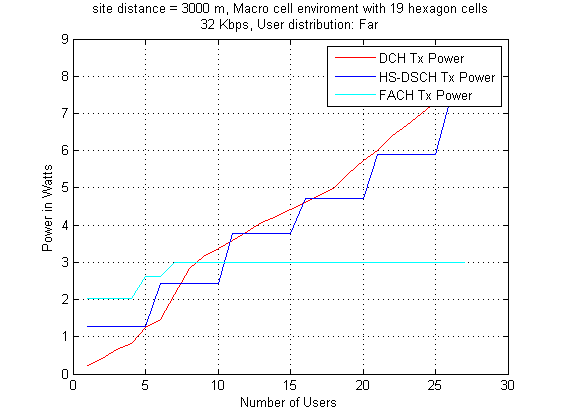 site distance = 3000 m, Macro cell enviroment with 19 hexagon cells
32 Kbps, User distribution: Far
9
8
7
6
5
4
3
2
1
0
Power in Watts
DCH Tx Power
HS-DSCH Tx Power
FACH Tx Power
0 5 10 15 20 25 30
Number of Users